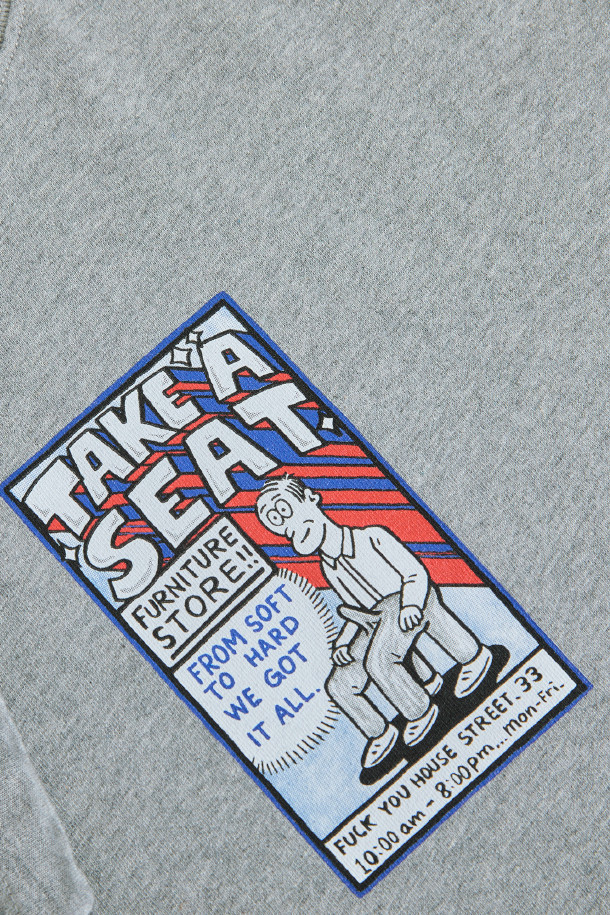 TAKE A
SEAT.
FURNITURE
STORE!!
FROM SOFT
TO HARD
WE GOT
IT ALL.
FUCK YOU HOUSE STREET. 33
10:00 am - 8:00pm...mon-Fri.